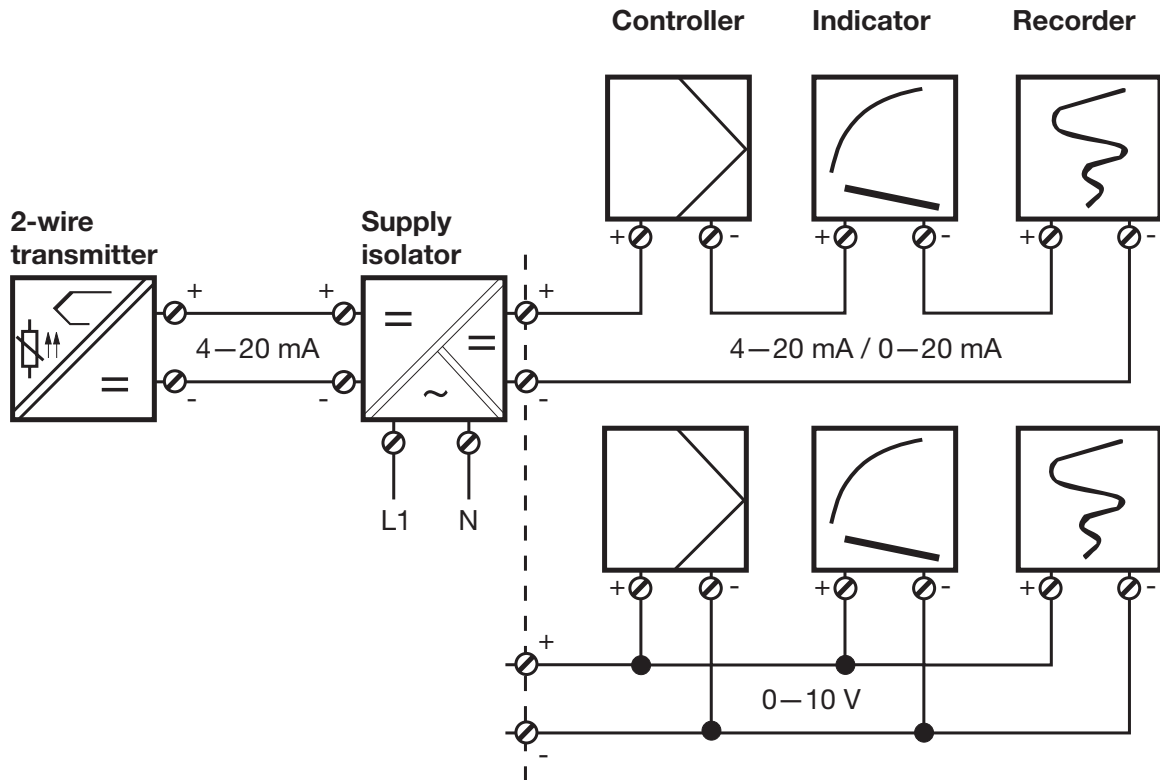 Controller Indicator Recorder
+ - + - + -
2-wire
transmitter
Supply
isolator
+ + +
4—20 mA
4—20 mA / 0—20 mA
- - -
~
L1 N
+ - + - + -
+
0—10 V
-